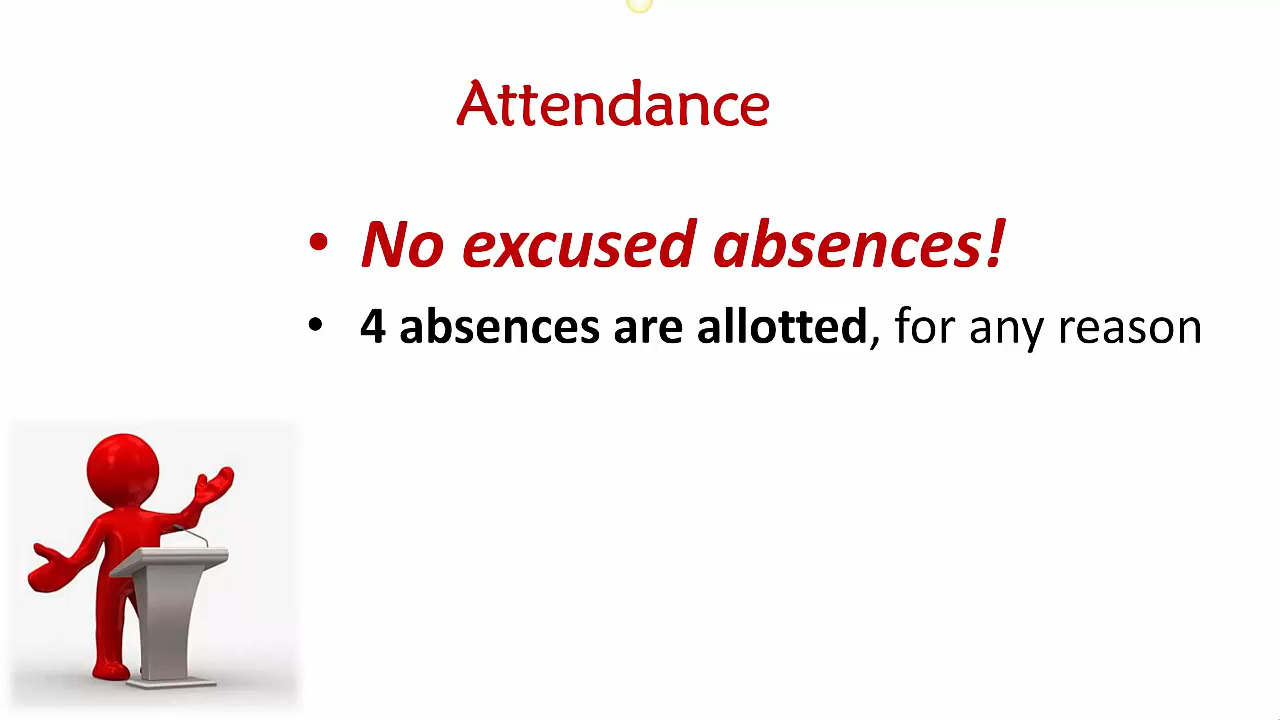 Attendance
• No excused absences!
• 4 absences are allotted, for any reason